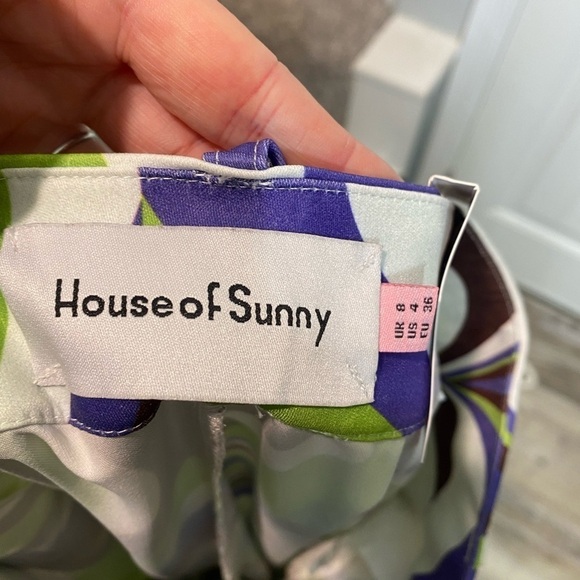 House of Sunny
UK 8
US 4
EU 36